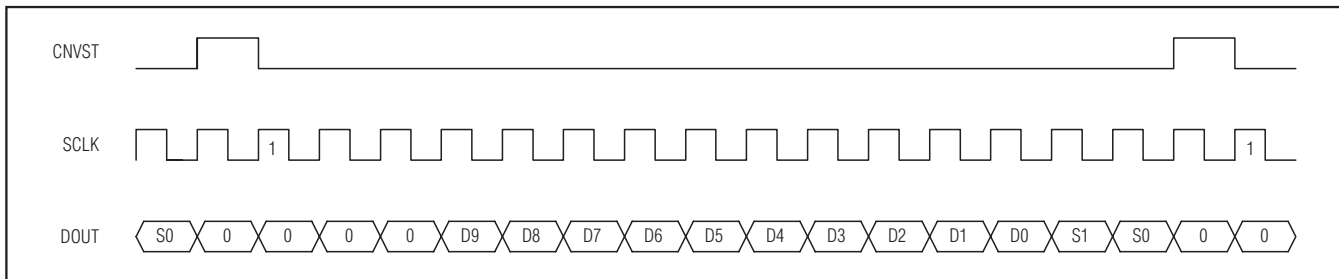 CNVST
SCLK 1 1
DOUT S0 0 0 0 0 D9 D8 D7 D6 D5 D4 D3 D2 D1 D0 S1 S0 0 0